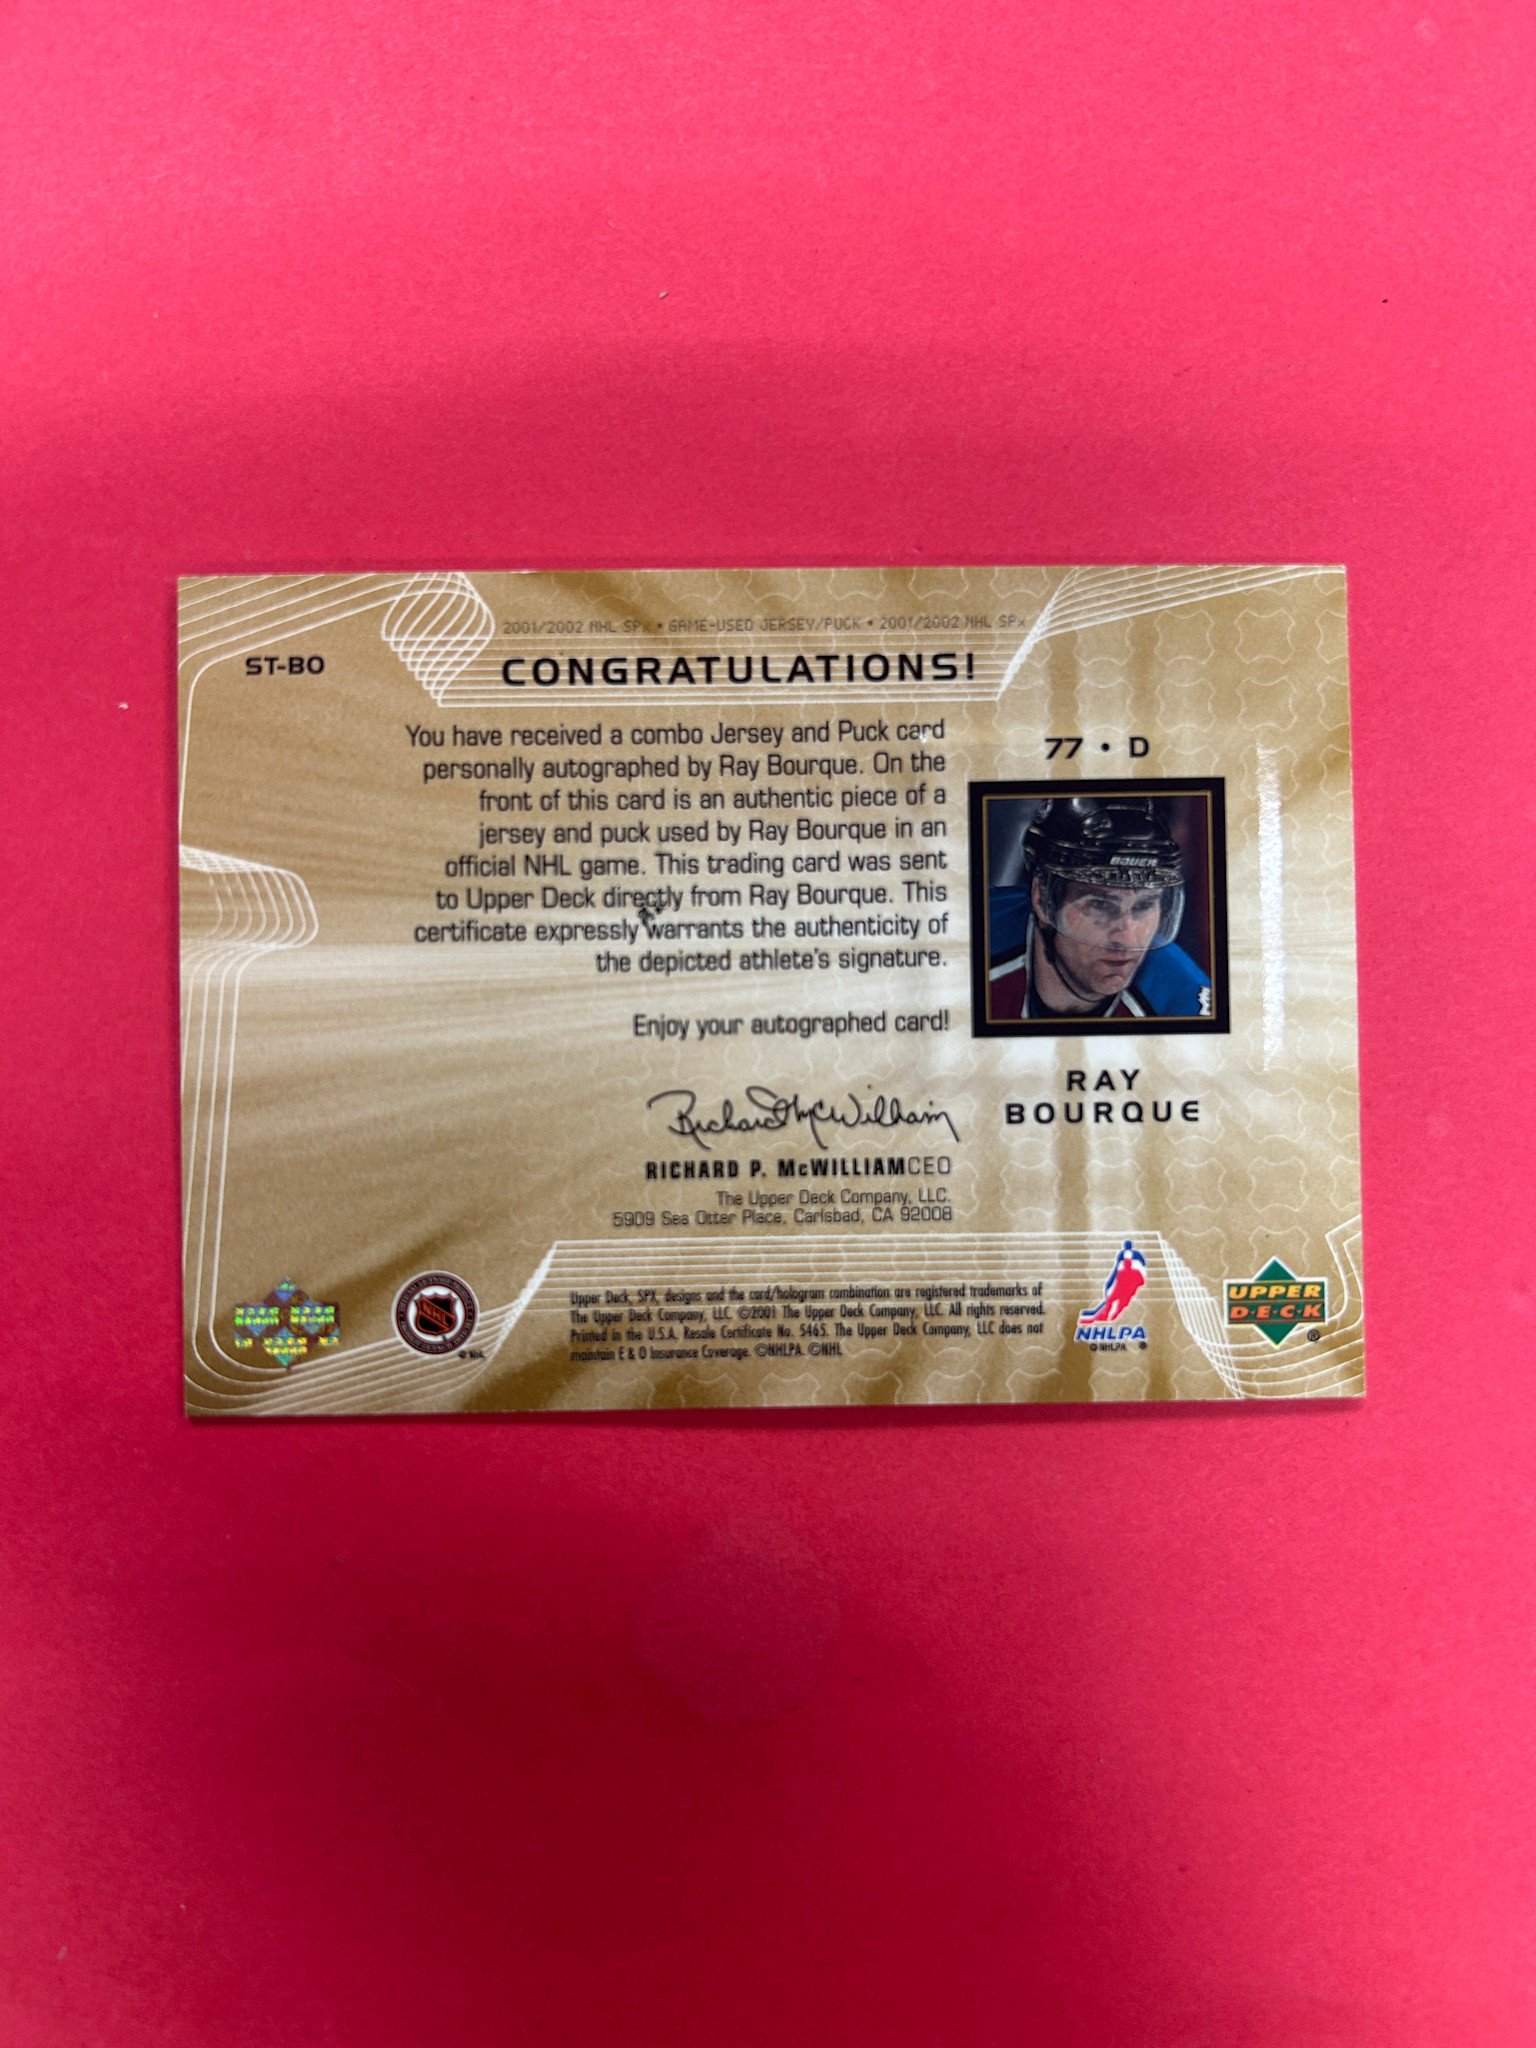 2001/2002 NHL SPx • GAME-USED JERSEY/PUCK • 2001/2002 NHL SPx
ST-BO
CONGRATULATIONS!
You have received a combo Jersey and Puck card
personally autographed by Ray Bourque. On the
front of this card is an authentic piece of a
jersey and puck used by Ray Bourque in an
official NHL game. This trading card was sent
to Upper Deck directly from Ray Bourque. This
certificate expressly warrants the authenticity of
the depicted athlete's signature.
Enjoy your autographed card!
Richard McWilliam
RICHARD P. McWILLIAM CEO
The Upper Deck Company, LLC.
5909 Sea Otter Place, Carlsbad, CA 92008
77 • D
BAUER
RAY
BOURQUE
NHL
© NHL
Upper Deck, SPX, designs and the card/hologram combination are registered trademarks of
The Upper Deck Company, LLC. ©2001 The Upper Deck Company, LLC. All rights reserved.
Printed in the U.S.A. Resale Certificate No. 5465. The Upper Deck Company, LLC does not
maintain E & O Insurance Coverage. ©NHLPA. ©NHL
NHLPA
© NHLPA ®
UPPER
D·E·C·K
®